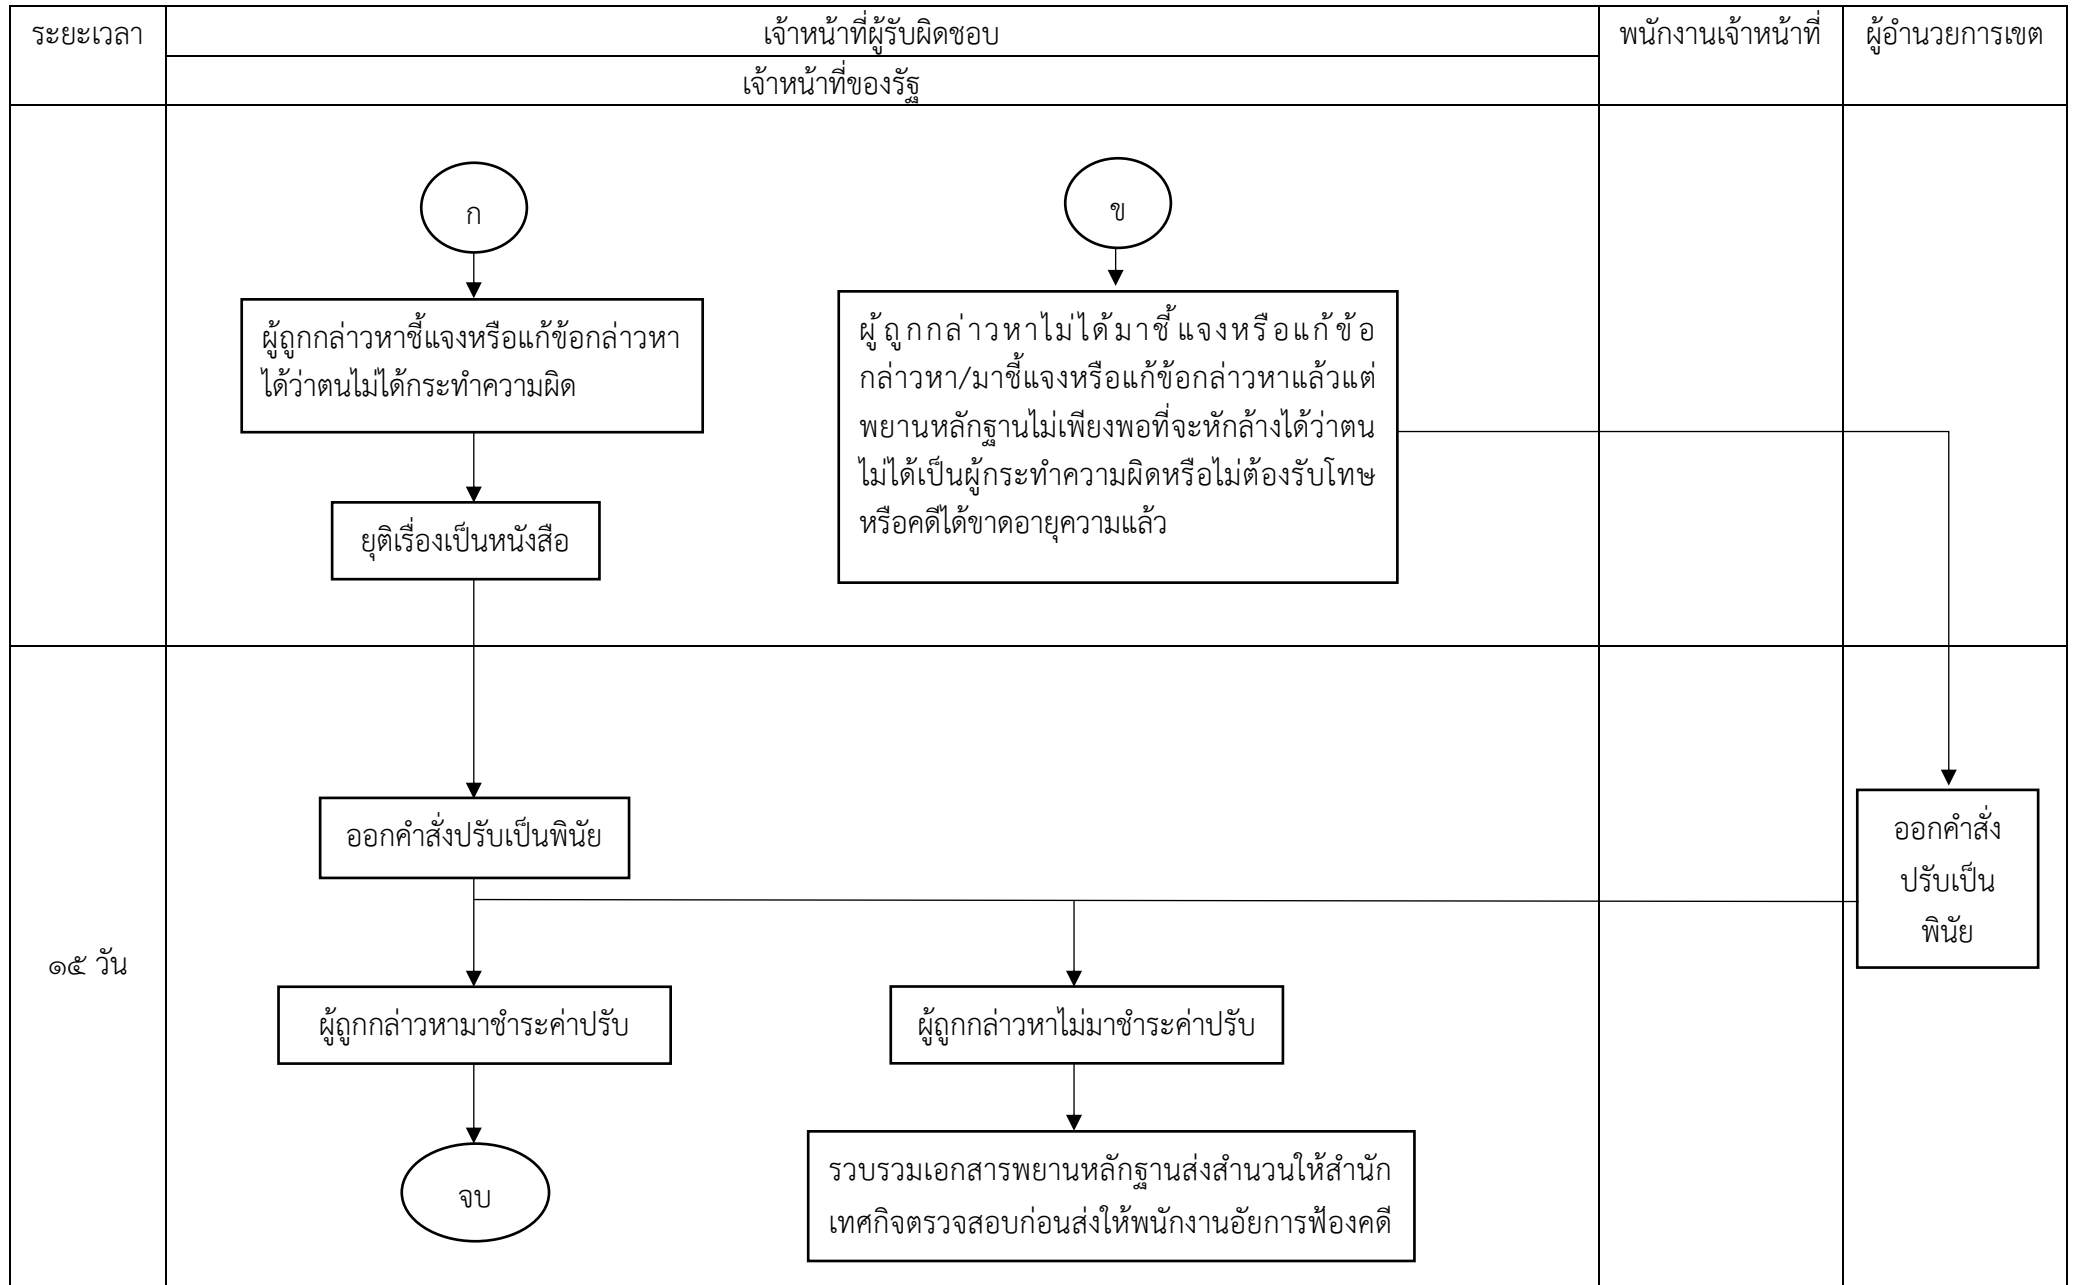 ระยะเวลา
เจ้าหน้าที่ผู้รับผิดชอบ
พนักงานเจ้าหน้าที่
ผู้อำนวยการเขต
เจ้าหน้าที่ของรัฐ
ก
ข
ผู้ถูกกล่าวหาชี้แจงหรือแก้ข้อกล่าวหา
ได้ว่าตนไม่ได้กระทำความผิด
ผู้ถูกกล่าวหาไม่ได้มาชี้แจงหรือแก้ข้อ
กล่าวหา/มาชี้แจงหรือแก้ข้อกล่าวหาแล้วแต่
พยานหลักฐานไม่เพียงพอที่จะหักล้างได้ว่าตน
ไม่ได้เป็นผู้กระทำความผิดหรือไม่ต้องรับโทษ
หรือคดีได้ขาดอายุความแล้ว
ยุติเรื่องเป็นหนังสือ
ออกคำสั่งปรับเป็นพินัย
ออกคำสั่ง
ปรับเป็น
พินัย
๑๕ วัน
ผู้ถูกกล่าวหามาชำระค่าปรับ
ผู้ถูกกล่าวหาไม่มาชำระค่าปรับ
จบ
รวบรวมเอกสารพยานหลักฐานส่งสำนวนให้สำนัก
เทศกิจตรวจสอบก่อนส่งให้พนักงานอัยการฟ้องคดี